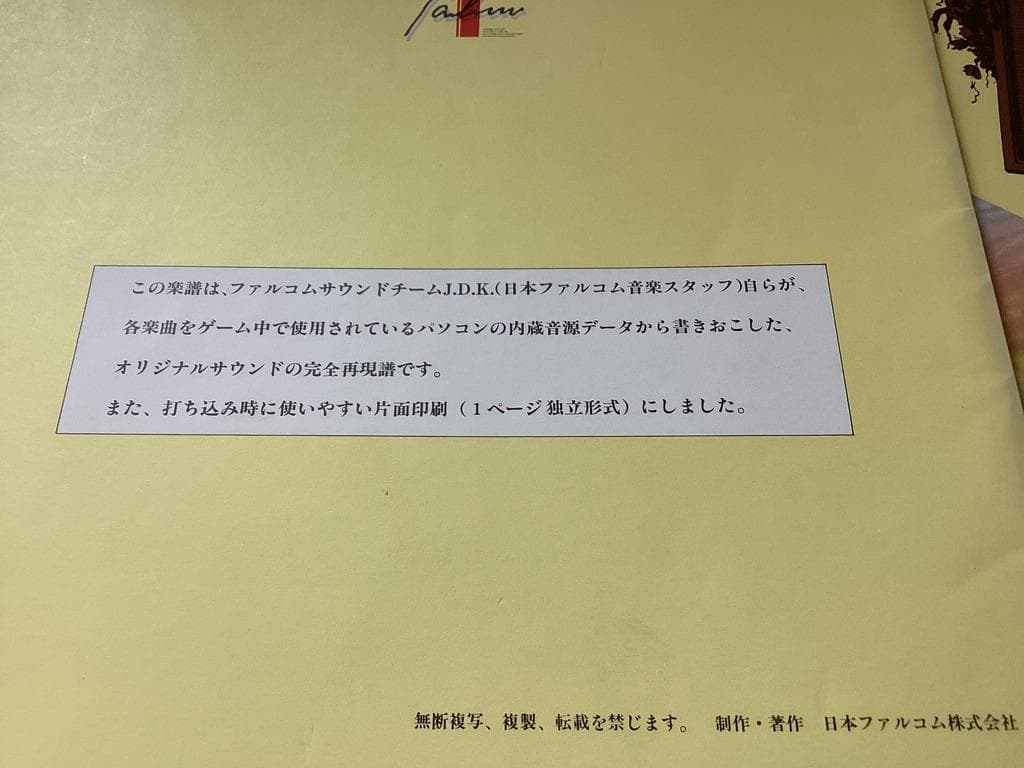 falcom
この楽譜は、ファルコムサウンドチームJ.D.K.(日本ファルコム音楽スタッフ)自らが、
各楽曲をゲーム中で使用されているパソコンの内蔵音源データから書きおこした、
オリジナルサウンドの完全再現譜です。
また、打ち込み時に使いやすい片面印刷（１ページ独立形式）にしました。
無断複写、複製、転載を禁じます。　制作・著作　日本ファルコム株式会社